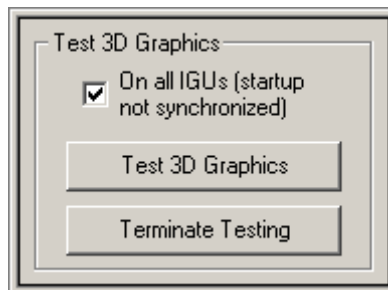 Test 3D Graphics
On all IGUs (startup
not synchronized)
Test 3D Graphics
Terminate Testing